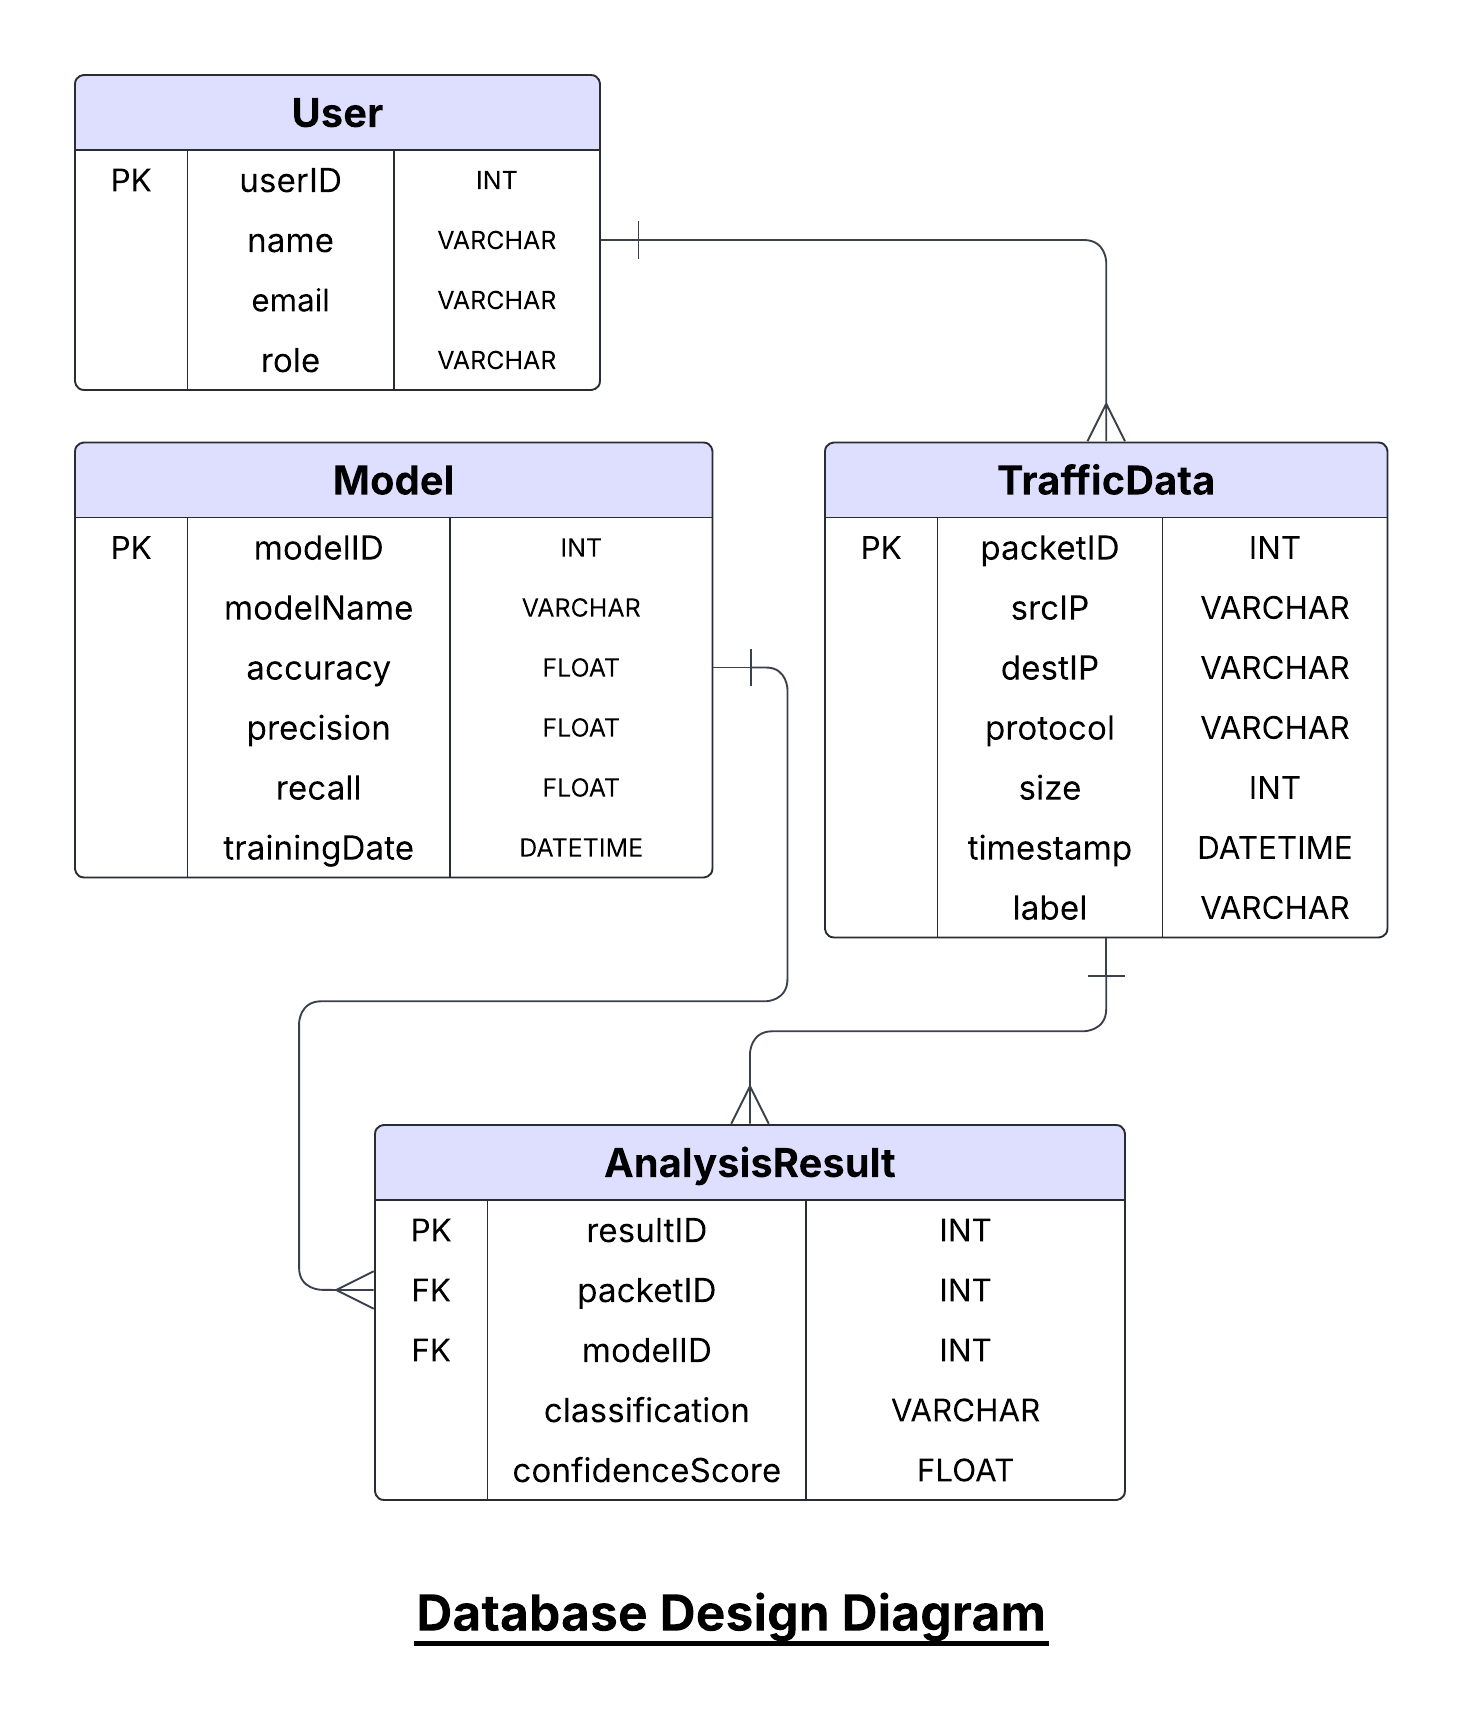 User
PK userID INT
name VARCHAR
email VARCHAR
role VARCHAR
Model
PK modelID INT
modelName VARCHAR
accuracy FLOAT
precision FLOAT
recall FLOAT
trainingDate DATETIME
TrafficData
PK packetID INT
srcIP VARCHAR
destIP VARCHAR
protocol VARCHAR
size INT
timestamp DATETIME
label VARCHAR
AnalysisResult
PK resultID INT
FK packetID INT
FK modelID INT
classification VARCHAR
confidenceScore FLOAT
Database Design Diagram